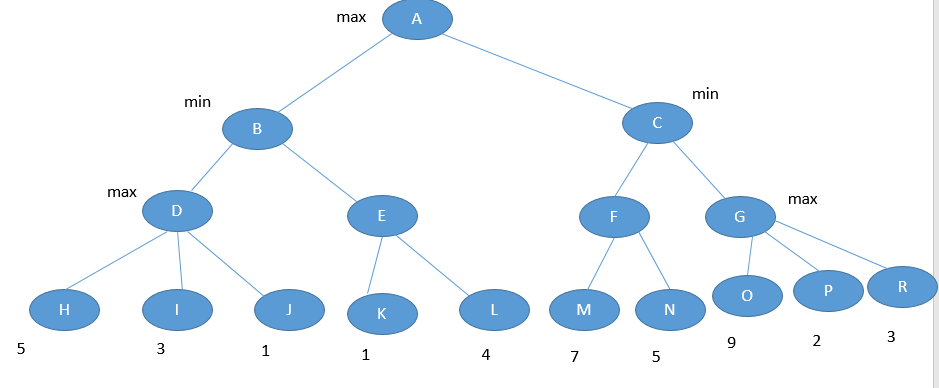 max A
min B
min C
max D
E
F
G max
H I J K L M N O P R
5 3 1 1 4 7 5 9 2 3